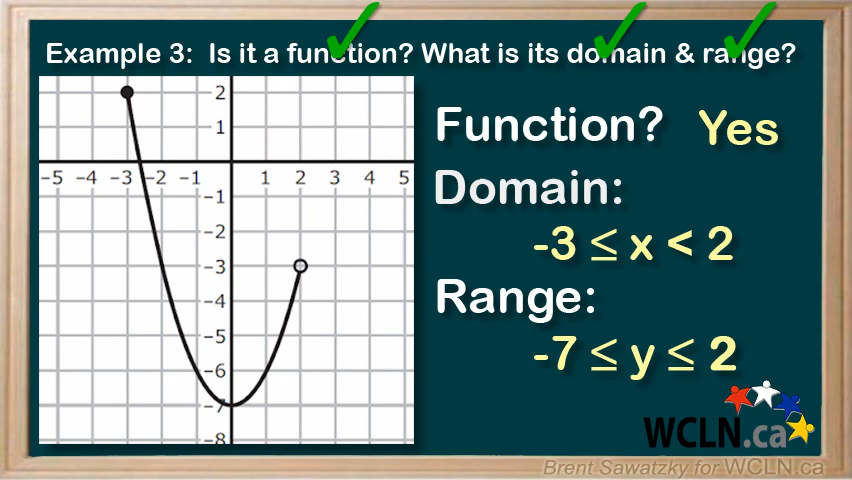 Example 3: Is it a function? What is its domain & range?
Function? Yes
Domain:
-3 ≤ x < 2
Range:
-7 ≤ y ≤ 2
2
1
-5 -4 -3 -2 -1 1 2 3 4 5
-1
-2
-3
-4
-5
-6
-7
-8
WCLN.ca
Brent Sawatzky for WCLN.ca